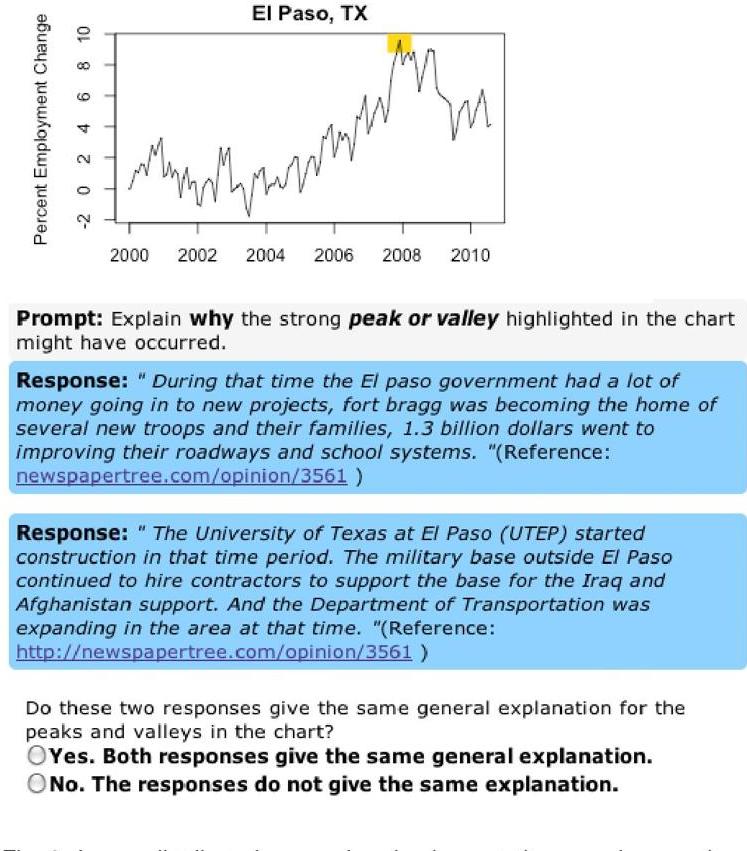 El Paso, TX
Percent Employment Change
10
8
6
4
2
0
-2
2000 2002 2004 2006 2008 2010
Prompt: Explain why the strong peak or valley highlighted in the chart
might have occurred.
Response: " During that time the El paso government had a lot of
money going in to new projects, fort bragg was becoming the home of
several new troops and their families, 1.3 billion dollars went to
improving their roadways and school systems. "(Reference:
newspapertree.com/opinion/3561 )
Response: " The University of Texas at El Paso (UTEP) started
construction in that time period. The military base outside El Paso
continued to hire contractors to support the base for the Iraq and
Afghanistan support. And the Department of Transportation was
expanding in the area at that time. "(Reference:
http://newspapertree.com/opinion/3561 )
Do these two responses give the same general explanation for the
peaks and valleys in the chart?
Yes. Both responses give the same general explanation.
No. The responses do not give the same explanation.